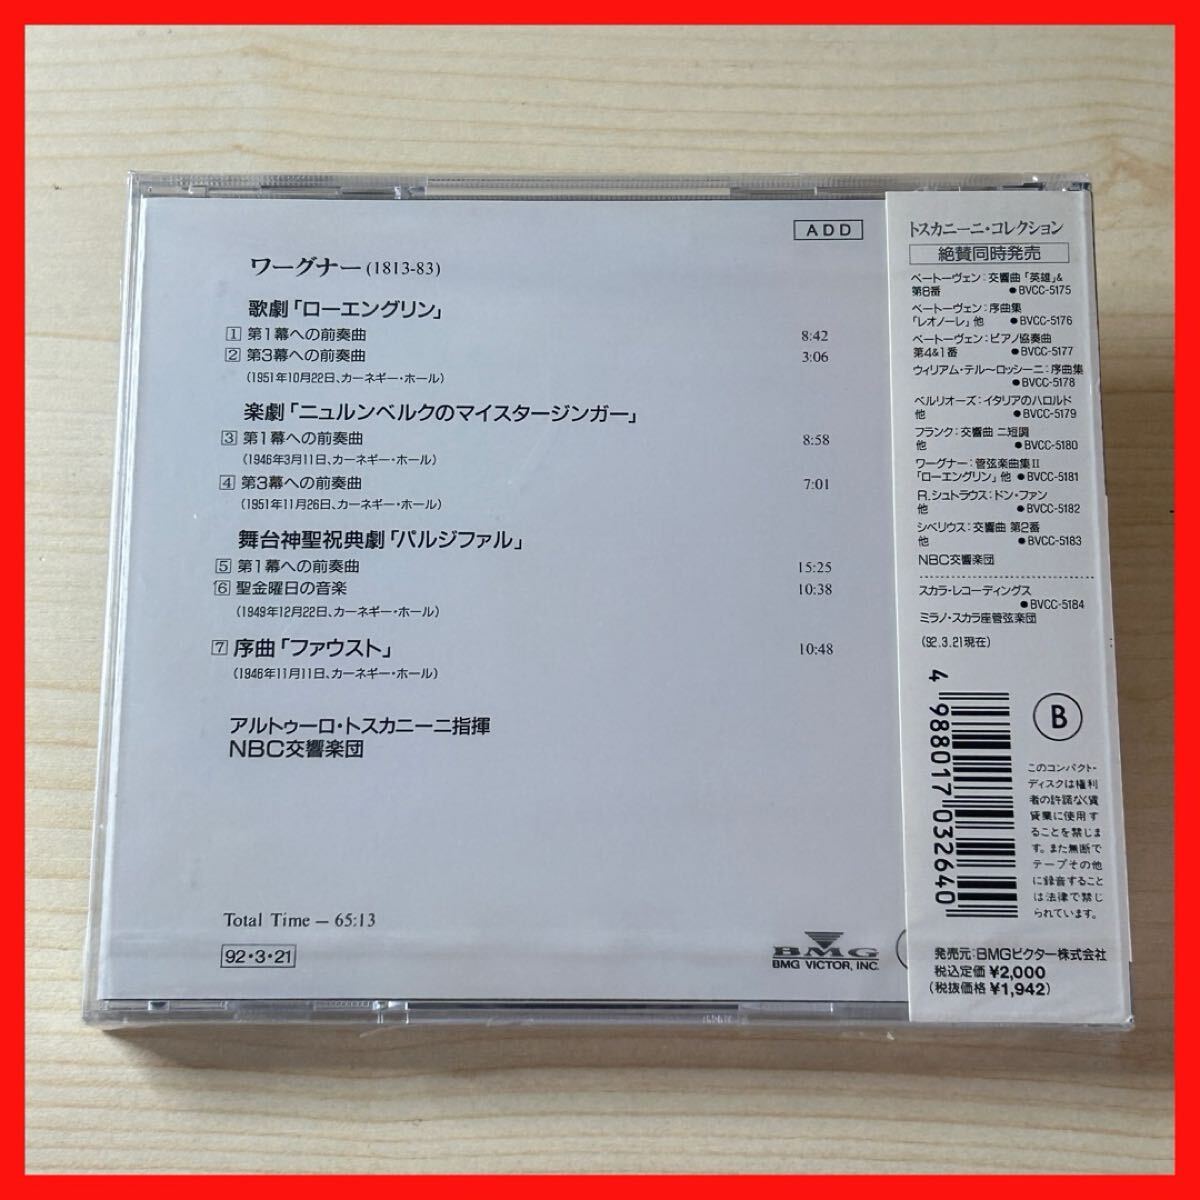 ADD
ワーグナー(1813-83)
歌劇「ローエングリン」
1 第1幕への前奏曲 8:42
2 第3幕への前奏曲 3:06
(1951年10月22日、カーネギー・ホール)
楽劇「ニュルンベルクのマイスタージンガー」
3 第1幕への前奏曲 8:58
(1946年3月11日、カーネギー・ホール)
4 第3幕への前奏曲 7:01
(1951年11月26日、カーネギー・ホール)
舞台神聖祝典劇「パルジファル」
5 第1幕への前奏曲 15:25
6 聖金曜日の音楽 10:38
(1949年12月22日、カーネギー・ホール)
7 序曲「ファウスト」 10:48
(1946年11月11日、カーネギー・ホール)
アルトゥーロ・トスカニーニ指揮
NBC交響楽団
Total Time — 65:13
92・3・21
BMG
BMG VICTOR, INC.
トスカニーニ・コレクション
絶賛同時発売
ベートーヴェン：交響曲「英雄」&
第8番 ●BVCC-5175
ベートーヴェン：序曲集
「レオノーレ」他 ●BVCC-5176
ベートーヴェン：ピアノ協奏曲
第4&1番 ●BVCC-5177
ウィリアム・テル〜ロッシーニ：序曲集
●BVCC-5178
ベルリオーズ：イタリアのハロルド
他 ●BVCC-5179
フランク：交響曲 ニ短調
他 ●BVCC-5180
ワーグナー：管弦楽曲集II
「ローエングリン」他 ●BVCC-5181
R.シュトラウス：ドン・ファン
他 ●BVCC-5182
シベリウス：交響曲 第2番
他 ●BVCC-5183
NBC交響楽団
スカラ・レコーディングス
●BVCC-5184
ミラノ・スカラ座管弦楽団
(92.3.21現在)
4 988017 032640
B
このコンパクト・
ディスクは権利
者の許諾なく賃
貸業に使用す
ることを禁じま
す。また無断で
テープその他
に録音すること
は法律で禁じ
られています。
発売元：BMGビクター株式会社
税込定価 ¥2,000
(税抜価格 ¥1,942)